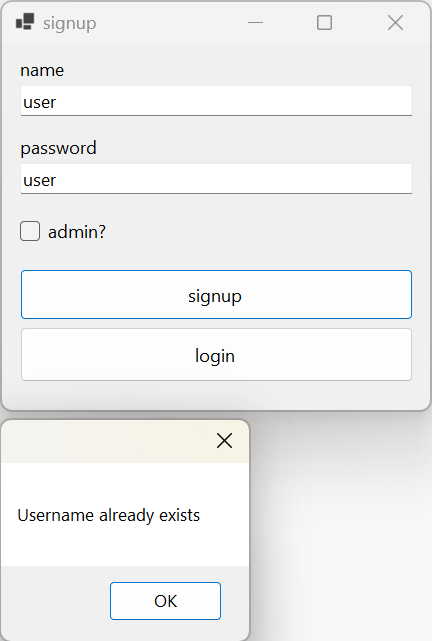 signup
name
user
password
user
admin?
signup
login
Username already exists
OK